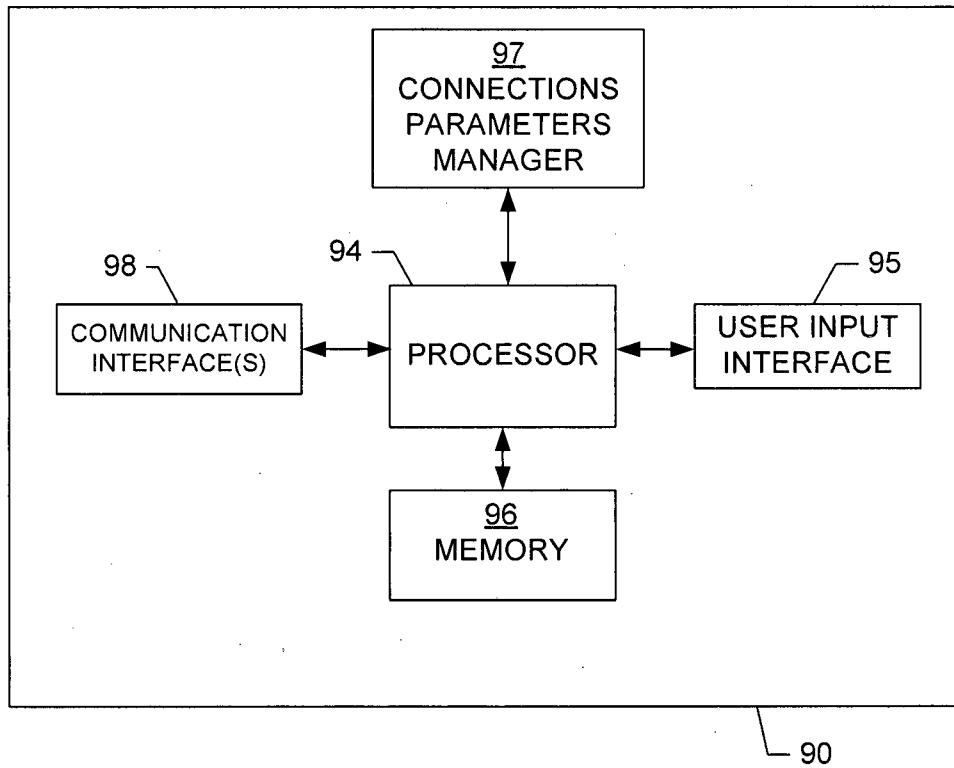 97
CONNECTIONS
PARAMETERS
MANAGER
98
94
95
COMMUNICATION
INTERFACE(S)
PROCESSOR
USER INPUT
INTERFACE
96
MEMORY
90